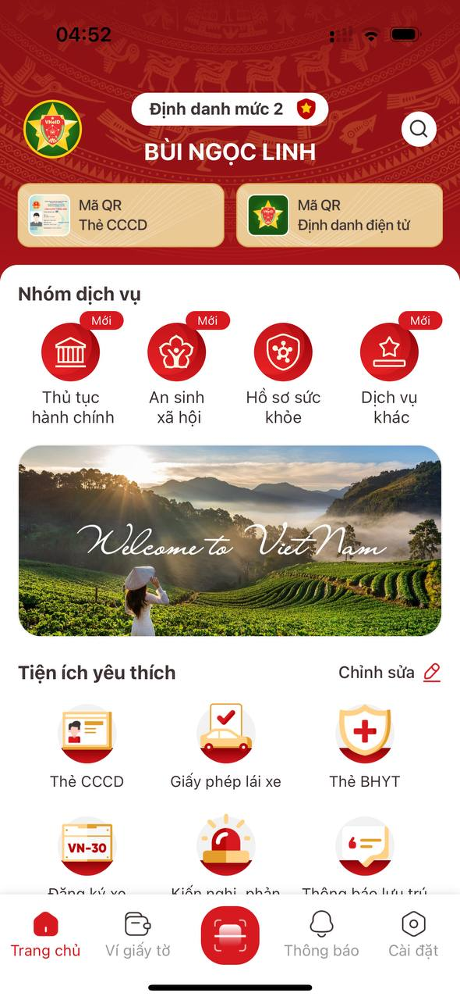 04:52
Định danh mức 2
VNeID
BÙI NGỌC LINH
Mã QR
Thẻ CCCD
Mã QR
Định danh điện tử
Nhóm dịch vụ
Mới
Mới
Mới
Thủ tục
hành chính
An sinh
xã hội
Hồ sơ sức
khỏe
Dịch vụ
khác
Welcome to VietNam
Tiện ích yêu thích
Chỉnh sửa
Thẻ CCCD
Giấy phép lái xe
Thẻ BHYT
VN-30
Đăng ký xe
Kiến nghị, phản
Thông báo lưu trú
Trang chủ
Ví giấy tờ
Thông báo
Cài đặt